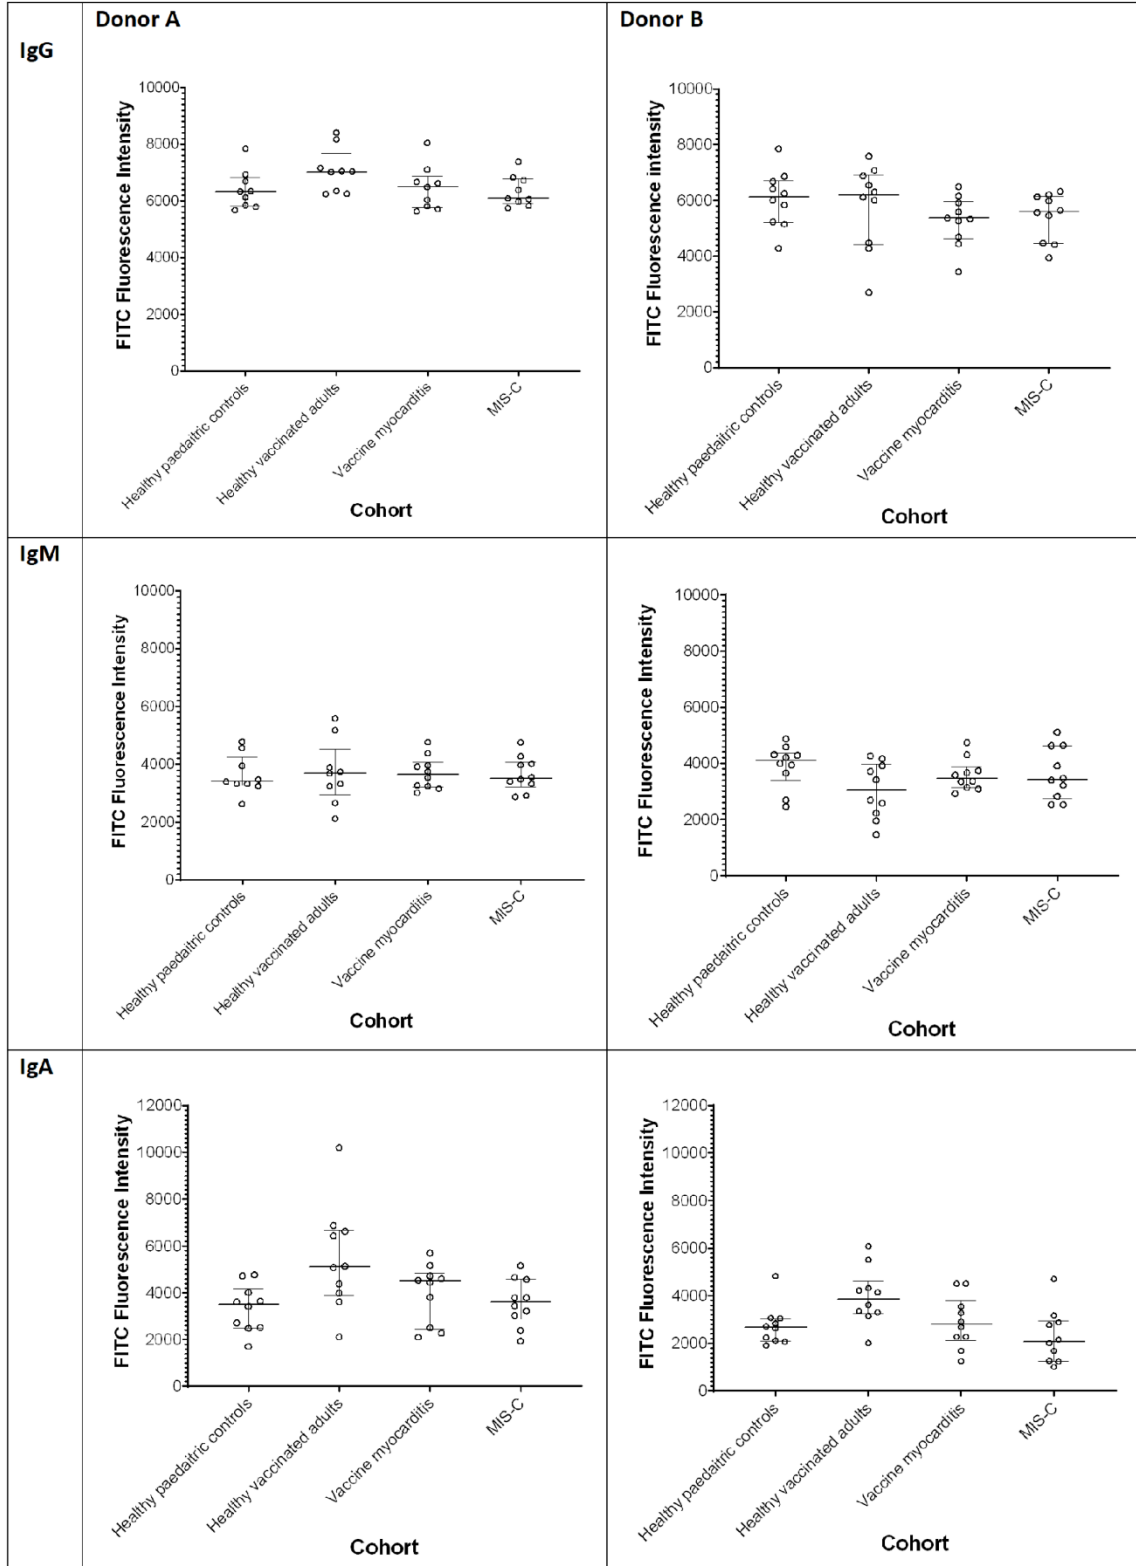 Donor A
Donor B
IgG
FITC Fluorescence Intensity
10000
8000
6000
4000
2000
0
Healthy paedaitric controls
Healthy vaccinated adults
Vaccine myocarditis
MIS-C
Cohort
FITC Fluorescence intensity
10000
8000
6000
4000
2000
0
Healthy paedaitric controls
Healthy vaccinated adults
Vaccine myocarditis
MIS-C
Cohort
IgM
FITC Fluorescence Intensity
10000
8000
6000
4000
2000
0
Healthy paedaitric controls
Healthy vaccinated adults
Vaccine myocarditis
MIS-C
Cohort
FITC Fluorescence Intensity
10000
8000
6000
4000
2000
0
Healthy paedaitric controls
Healthy vaccinated adults
Vaccine myocarditis
MIS-C
Cohort
IgA
FITC Fluorescence Intensity
12000
10000
8000
6000
4000
2000
0
Healthy paedaitric controls
Healthy vaccinated adults
Vaccine myocarditis
MIS-C
Cohort
FITC Fluorescence Intensity
12000
10000
8000
6000
4000
2000
0
Healthy paedaitric controls
Healthy vaccinated adults
Vaccine myocarditis
MIS-C
Cohort